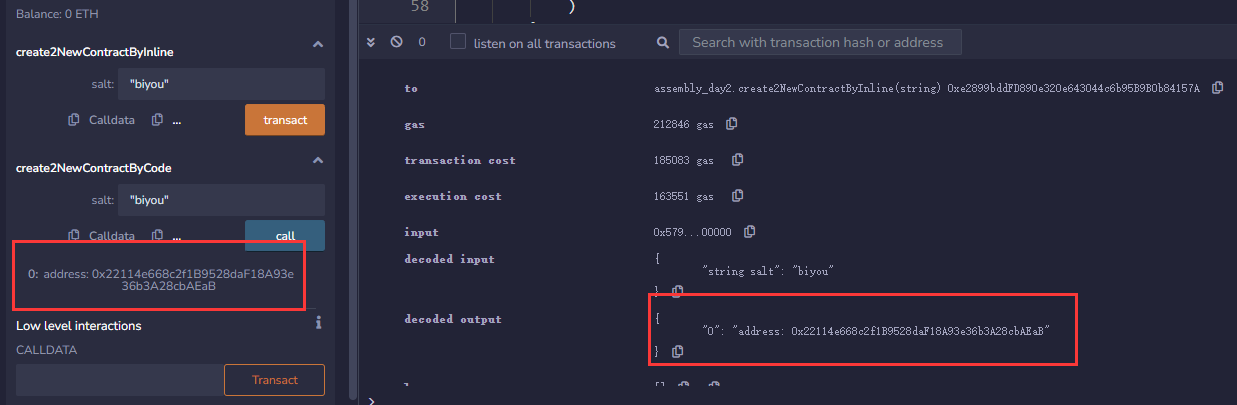 Balance: 0 ETH
create2NewContractByInline
salt: "biyou"
Calldata ...
transact
create2NewContractByCode
salt: "biyou"
Calldata ...
call
0: address: 0x22114e668c2f1B9528daF18A93e
36b3A28cbAEaB
Low level interactions
CALLDATA
Transact
58 )
0 listen on all transactions Search with transaction hash or address
to assembly_day2.create2NewContractByInline(string) 0xe2899bddFD890e320e643044c6b95B9B0b84157A
gas 212846 gas
transaction cost 185083 gas
execution cost 163551 gas
input 0x579...00000
decoded input {
"string salt": "biyou"
}
decoded output {
"0": "address: 0x22114e668c2f1B9528daF18A93e36b3A28cbAEaB"
}
[]
>